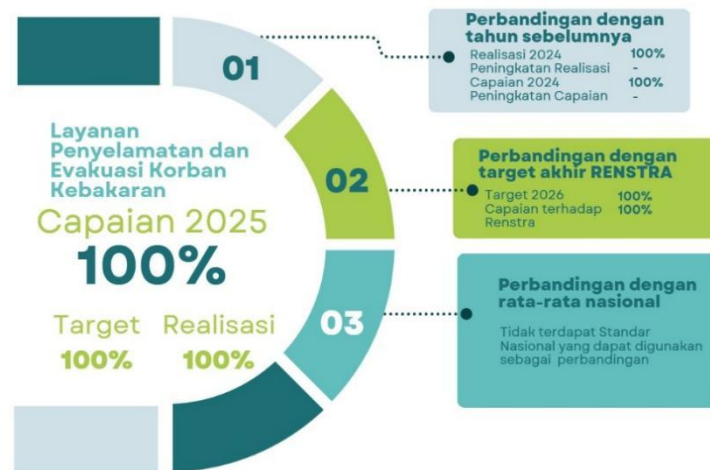 Layanan
Penyelamatan dan
Evakuasi Korban
Kebakaran
Capaian 2025
100%
Target Realisasi
100% 100%
01
Perbandingan dengan
tahun sebelumnya
Realisasi 2024 100%
Peningkatan Realisasi -
Capaian 2024 100%
Peningkatan Capaian -
02
Perbandingan dengan
target akhir RENSTRA
Target 2026 100%
Capaian terhadap 100%
Renstra
03
Perbandingan dengan
rata-rata nasional
Tidak terdapat Standar
Nasional yang dapat digunakan
sebagai perbandingan